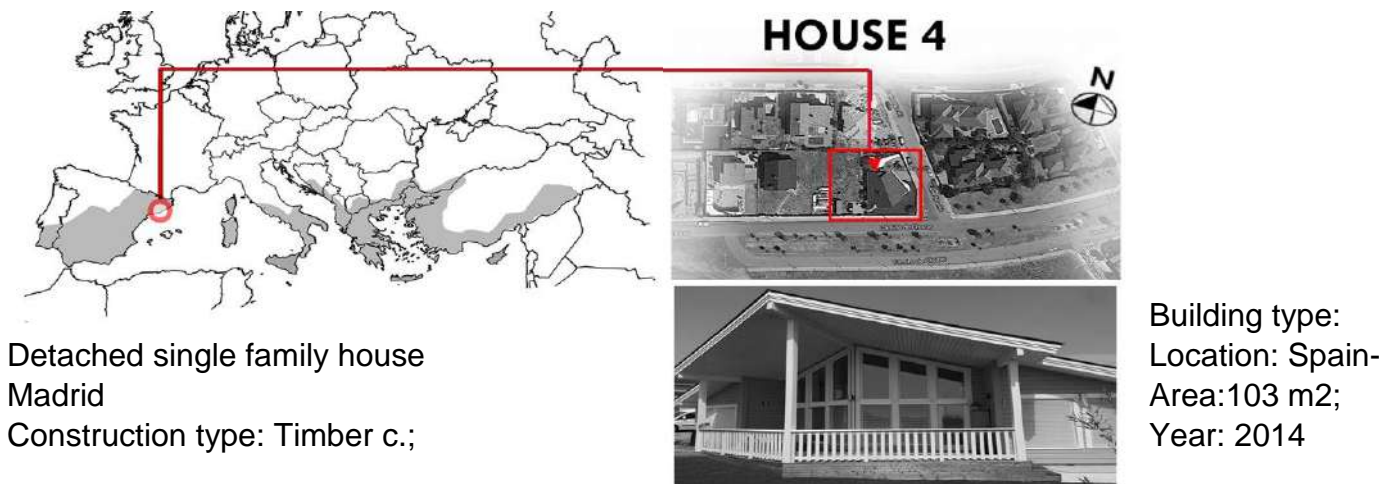 HOUSE 4
N
Detached single family house
Madrid
Construction type: Timber c.;
Building type:
Location: Spain-
Area:103 m2;
Year: 2014